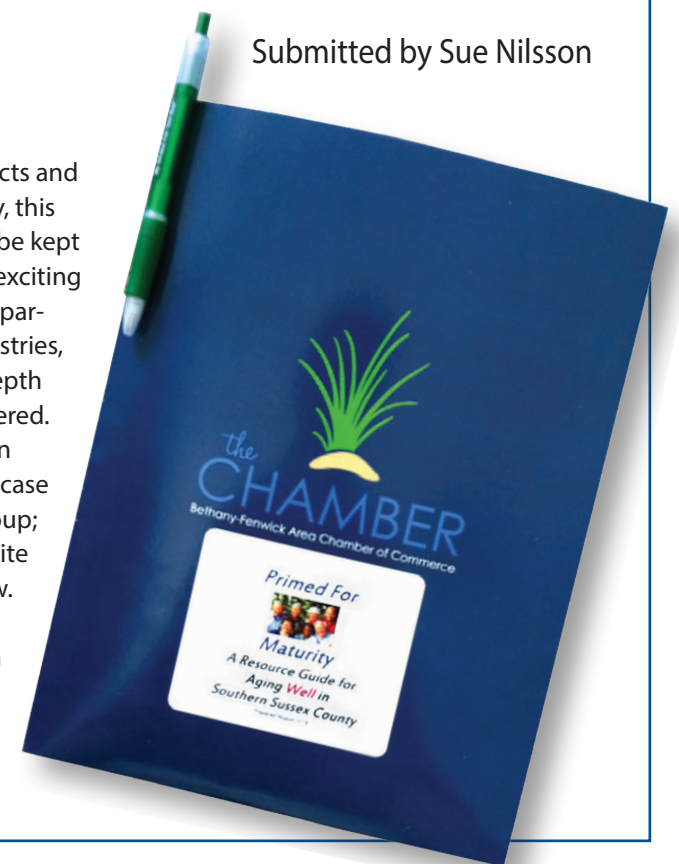 Submitted by Sue Nilsson
cts and
, this
be kept
exciting
par-
stries,
epth
ered.
n
case
oup;
ite
w.
the
CHAMBER
Bethany-Fenwick Area Chamber of Commerce
Primed For
Maturity
A Resource Guide for
Aging Well in
Southern Sussex County